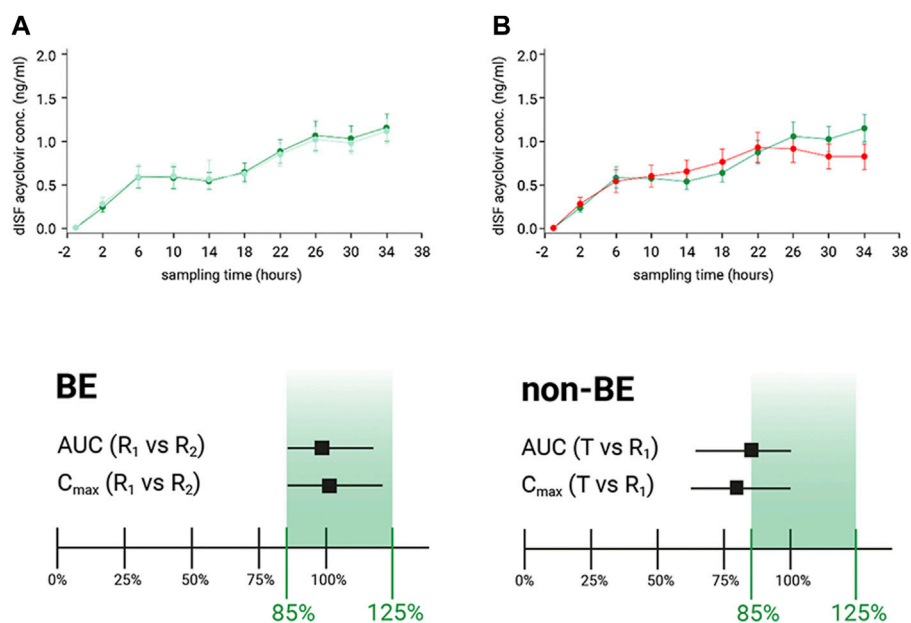 A
dISF acyclovir conc. (ng/ml)
2.0
1.5
1.0
0.5
0.0
-2 2 6 10 14 18 22 26 30 34 38
sampling time (hours)
B
dISF acyclovir conc. (ng/ml)
2.0
1.5
1.0
0.5
0.0
-2 2 6 10 14 18 22 26 30 34 38
sampling time (hours)
BE
AUC (R₁ vs R₂)
Cmax (R₁ vs R₂)
0% 25% 50% 75% 100%
85% 125%
non-BE
AUC (T vs R₁)
Cmax (T vs R₁)
0% 25% 50% 75% 100%
85% 125%